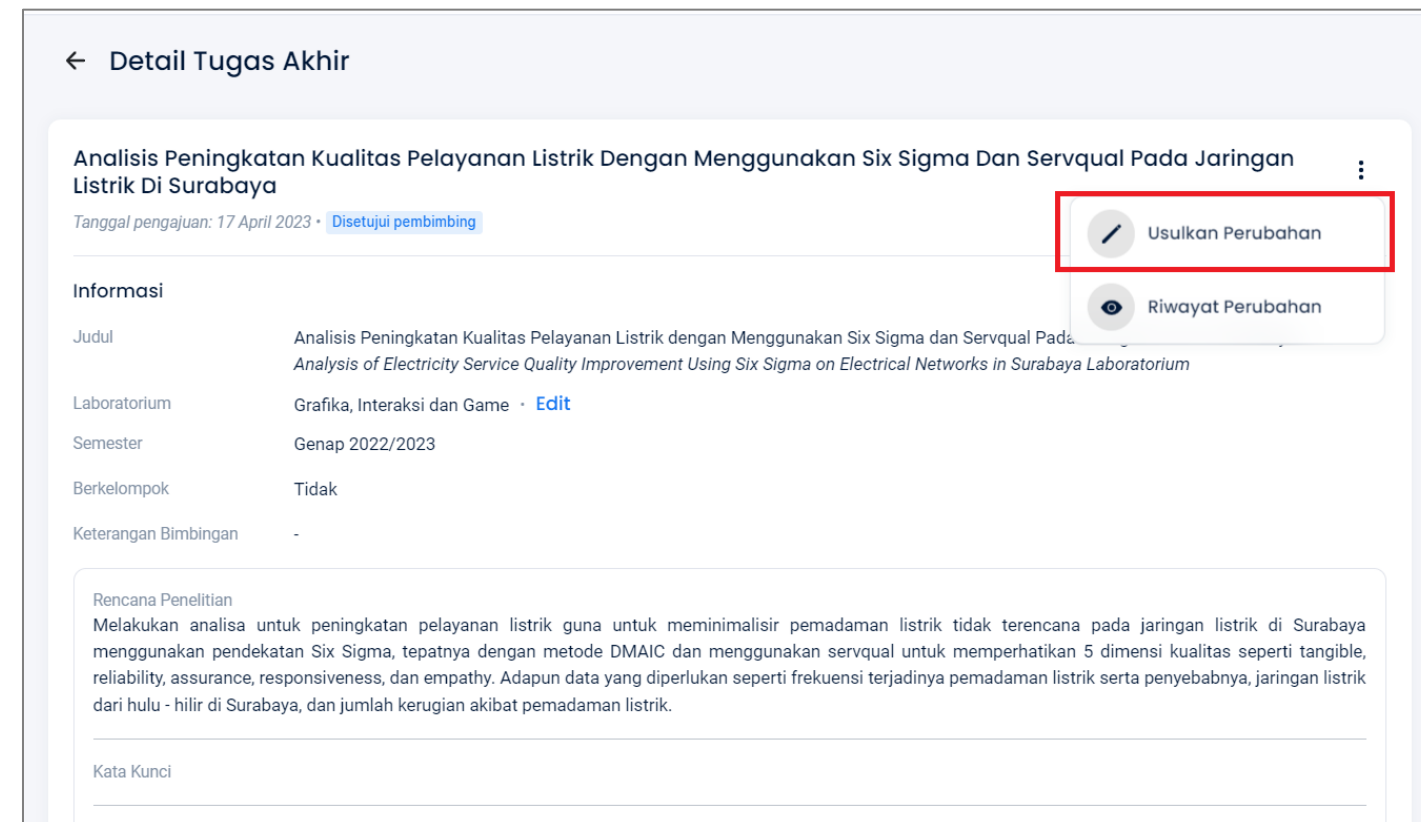 Detail Tugas Akhir
Analisis Peningkatan Kualitas Pelayanan Listrik Dengan Menggunakan Six Sigma Dan Servqual Pada Jaringan
Listrik Di Surabaya
Tanggal pengajuan: 17 April 2023 • Disetujui pembimbing
Usulkan Perubahan
Riwayat Perubahan
Informasi
Judul
Analisis Peningkatan Kualitas Pelayanan Listrik dengan Menggunakan Six Sigma dan Servqual Pada
Analysis of Electricity Service Quality Improvement Using Six Sigma on Electrical Networks in Surabaya Laboratorium
Laboratorium
Grafika, Interaksi dan Game · Edit
Semester
Genap 2022/2023
Berkelompok
Tidak
Keterangan Bimbingan
-
Rencana Penelitian
Melakukan analisa untuk peningkatan pelayanan listrik guna untuk meminimalisir pemadaman listrik tidak terencana pada jaringan listrik di Surabaya
menggunakan pendekatan Six Sigma, tepatnya dengan metode DMAIC dan menggunakan servqual untuk memperhatikan 5 dimensi kualitas seperti tangible,
reliability, assurance, responsiveness, dan empathy. Adapun data yang diperlukan seperti frekuensi terjadinya pemadaman listrik serta penyebabnya, jaringan listrik
dari hulu - hilir di Surabaya, dan jumlah kerugian akibat pemadaman listrik.
Kata Kunci